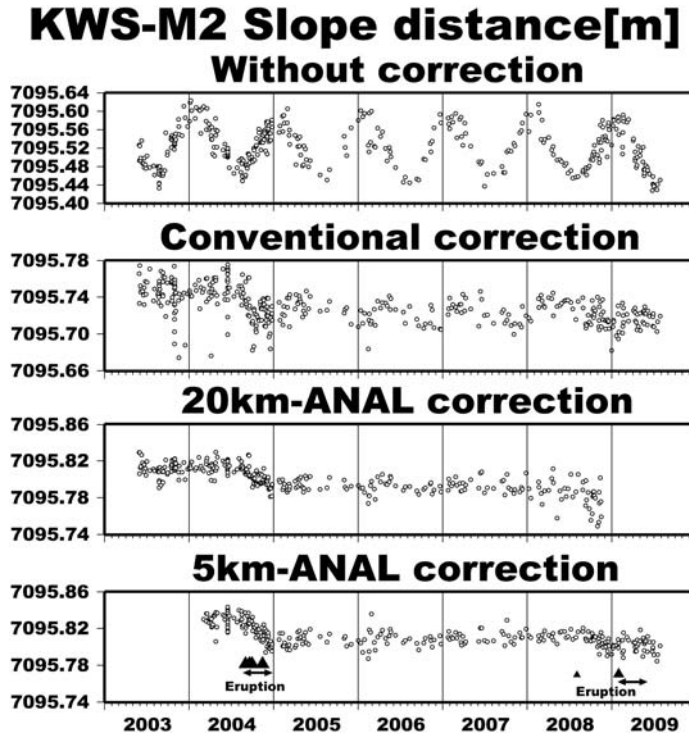 KWS-M2 Slope distance[m]
Without correction
7095.64
7095.60
7095.56
7095.52
7095.48
7095.44
7095.40
Conventional correction
7095.78
7095.74
7095.70
7095.66
20km-ANAL correction
7095.86
7095.82
7095.78
7095.74
5km-ANAL correction
7095.86
7095.82
7095.78
7095.74
Eruption
Eruption
2003 2004 2005 2006 2007 2008 2009